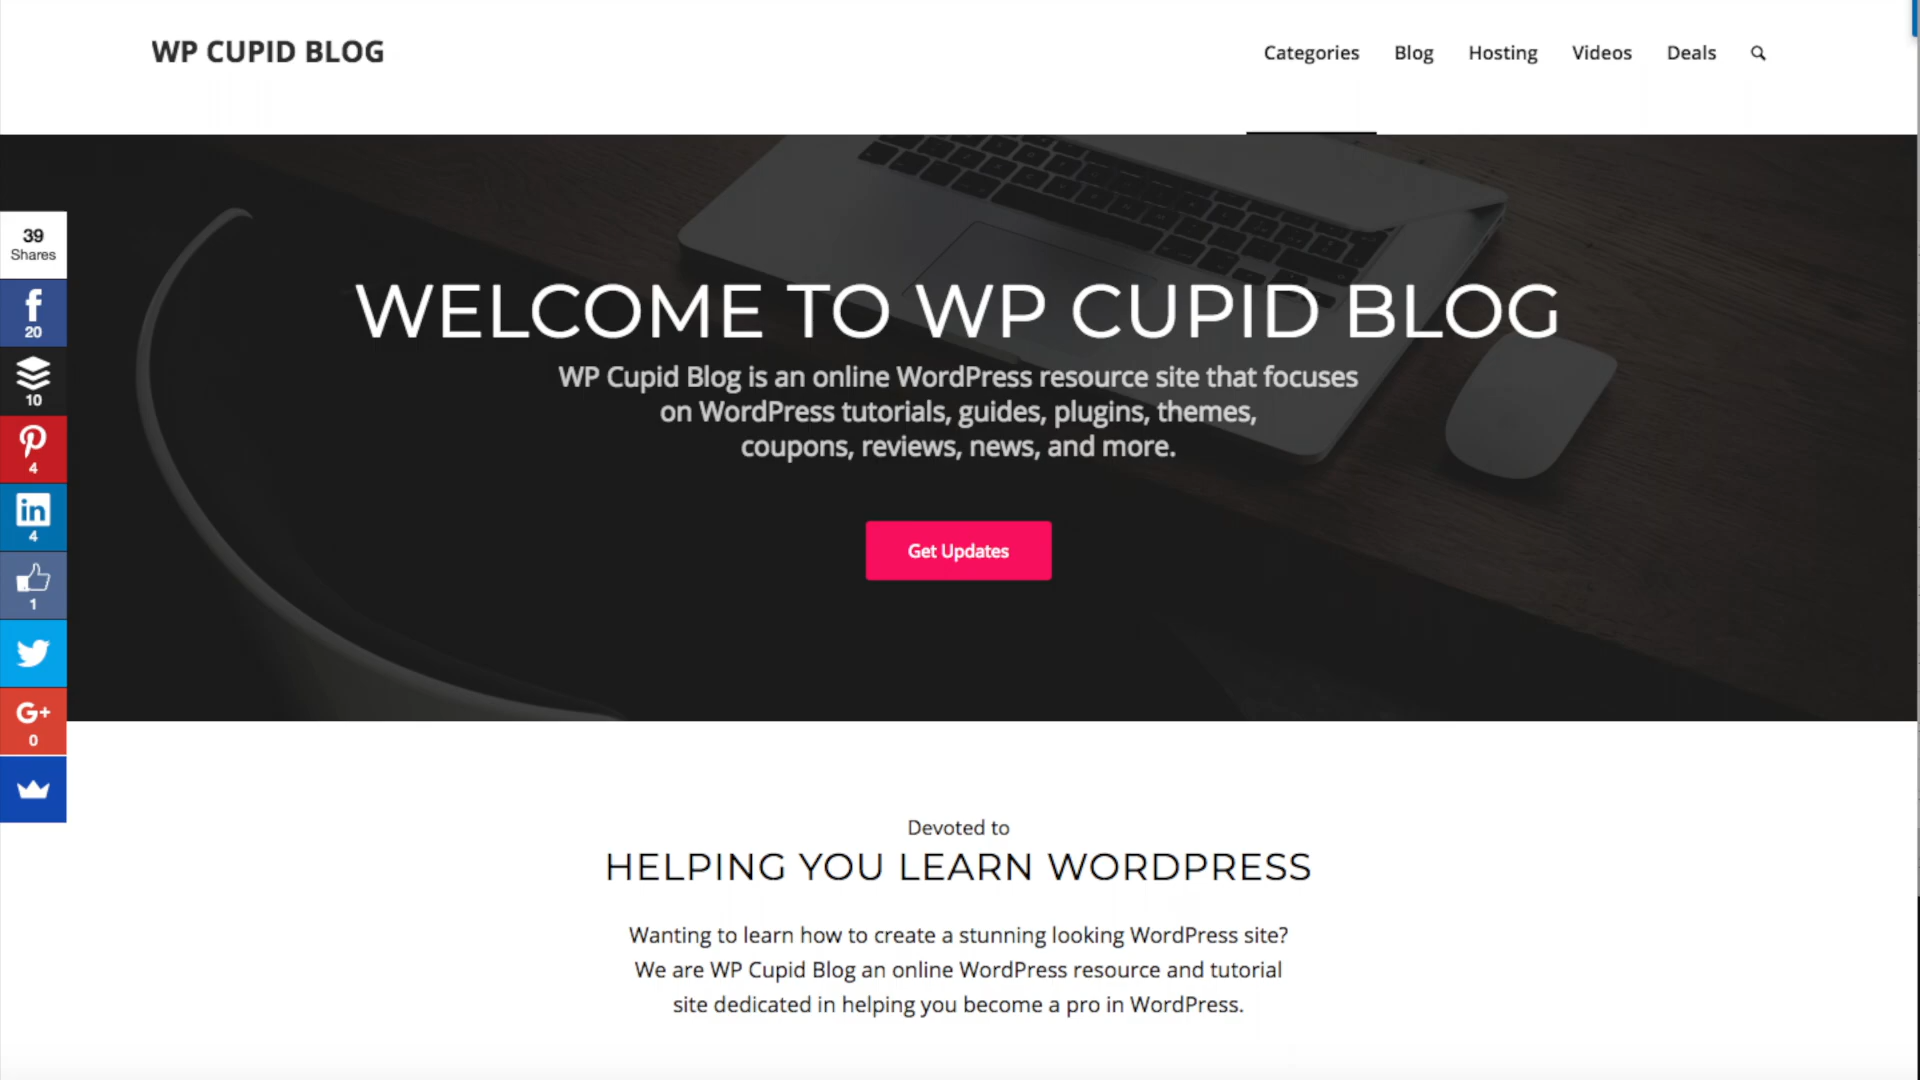 WP CUPID BLOG
Categories Blog Hosting Videos Deals
39
Shares
20
10
4
in
4
1
G+
0
WELCOME TO WP CUPID BLOG
WP Cupid Blog is an online WordPress resource site that focuses
on WordPress tutorials, guides, plugins, themes,
coupons, reviews, news, and more.
Get Updates
Devoted to
HELPING YOU LEARN WORDPRESS
Wanting to learn how to create a stunning looking WordPress site?
We are WP Cupid Blog an online WordPress resource and tutorial
site dedicated in helping you become a pro in WordPress.